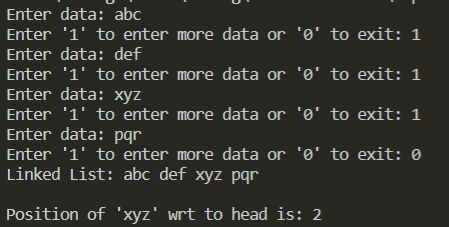 Enter data: abc
Enter '1' to enter more data or '0' to exit: 1
Enter data: def
Enter '1' to enter more data or '0' to exit: 1
Enter data: xyz
Enter '1' to enter more data or '0' to exit: 1
Enter data: pqr
Enter '1' to enter more data or '0' to exit: 0
Linked List: abc def xyz pqr
Position of 'xyz' wrt to head is: 2